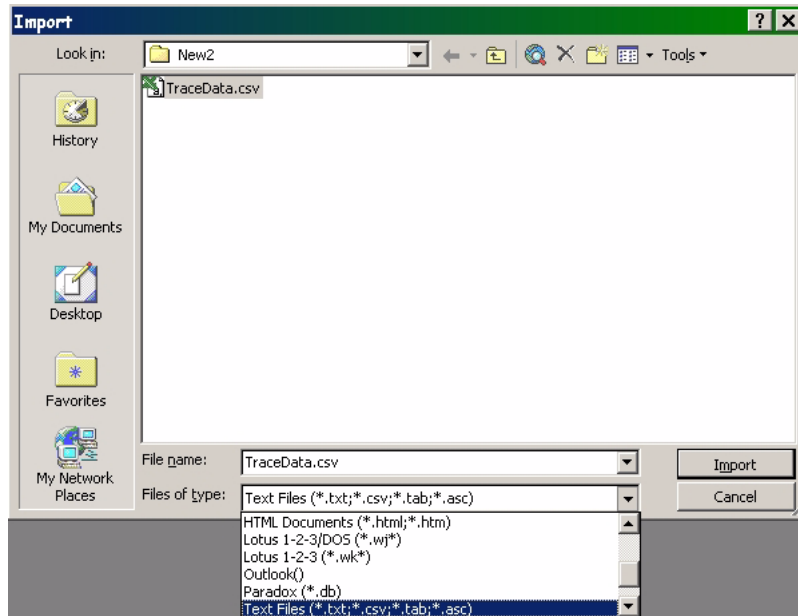 Import
Look in:
New2
Tools
TraceData.csv
History
My Documents
Desktop
Favorites
My Network
Places
File name:
TraceData.csv
Import
Files of type:
Text Files (*.txt;*.csv;*.tab;*.asc)
Cancel
HTML Documents (*.html;*.htm)
Lotus 1-2-3/DOS (*.wj*)
Lotus 1-2-3 (*.wk*)
Outlook()
Paradox (*.db)
Text Files (*.txt;*.csv;*.tab;*.asc)